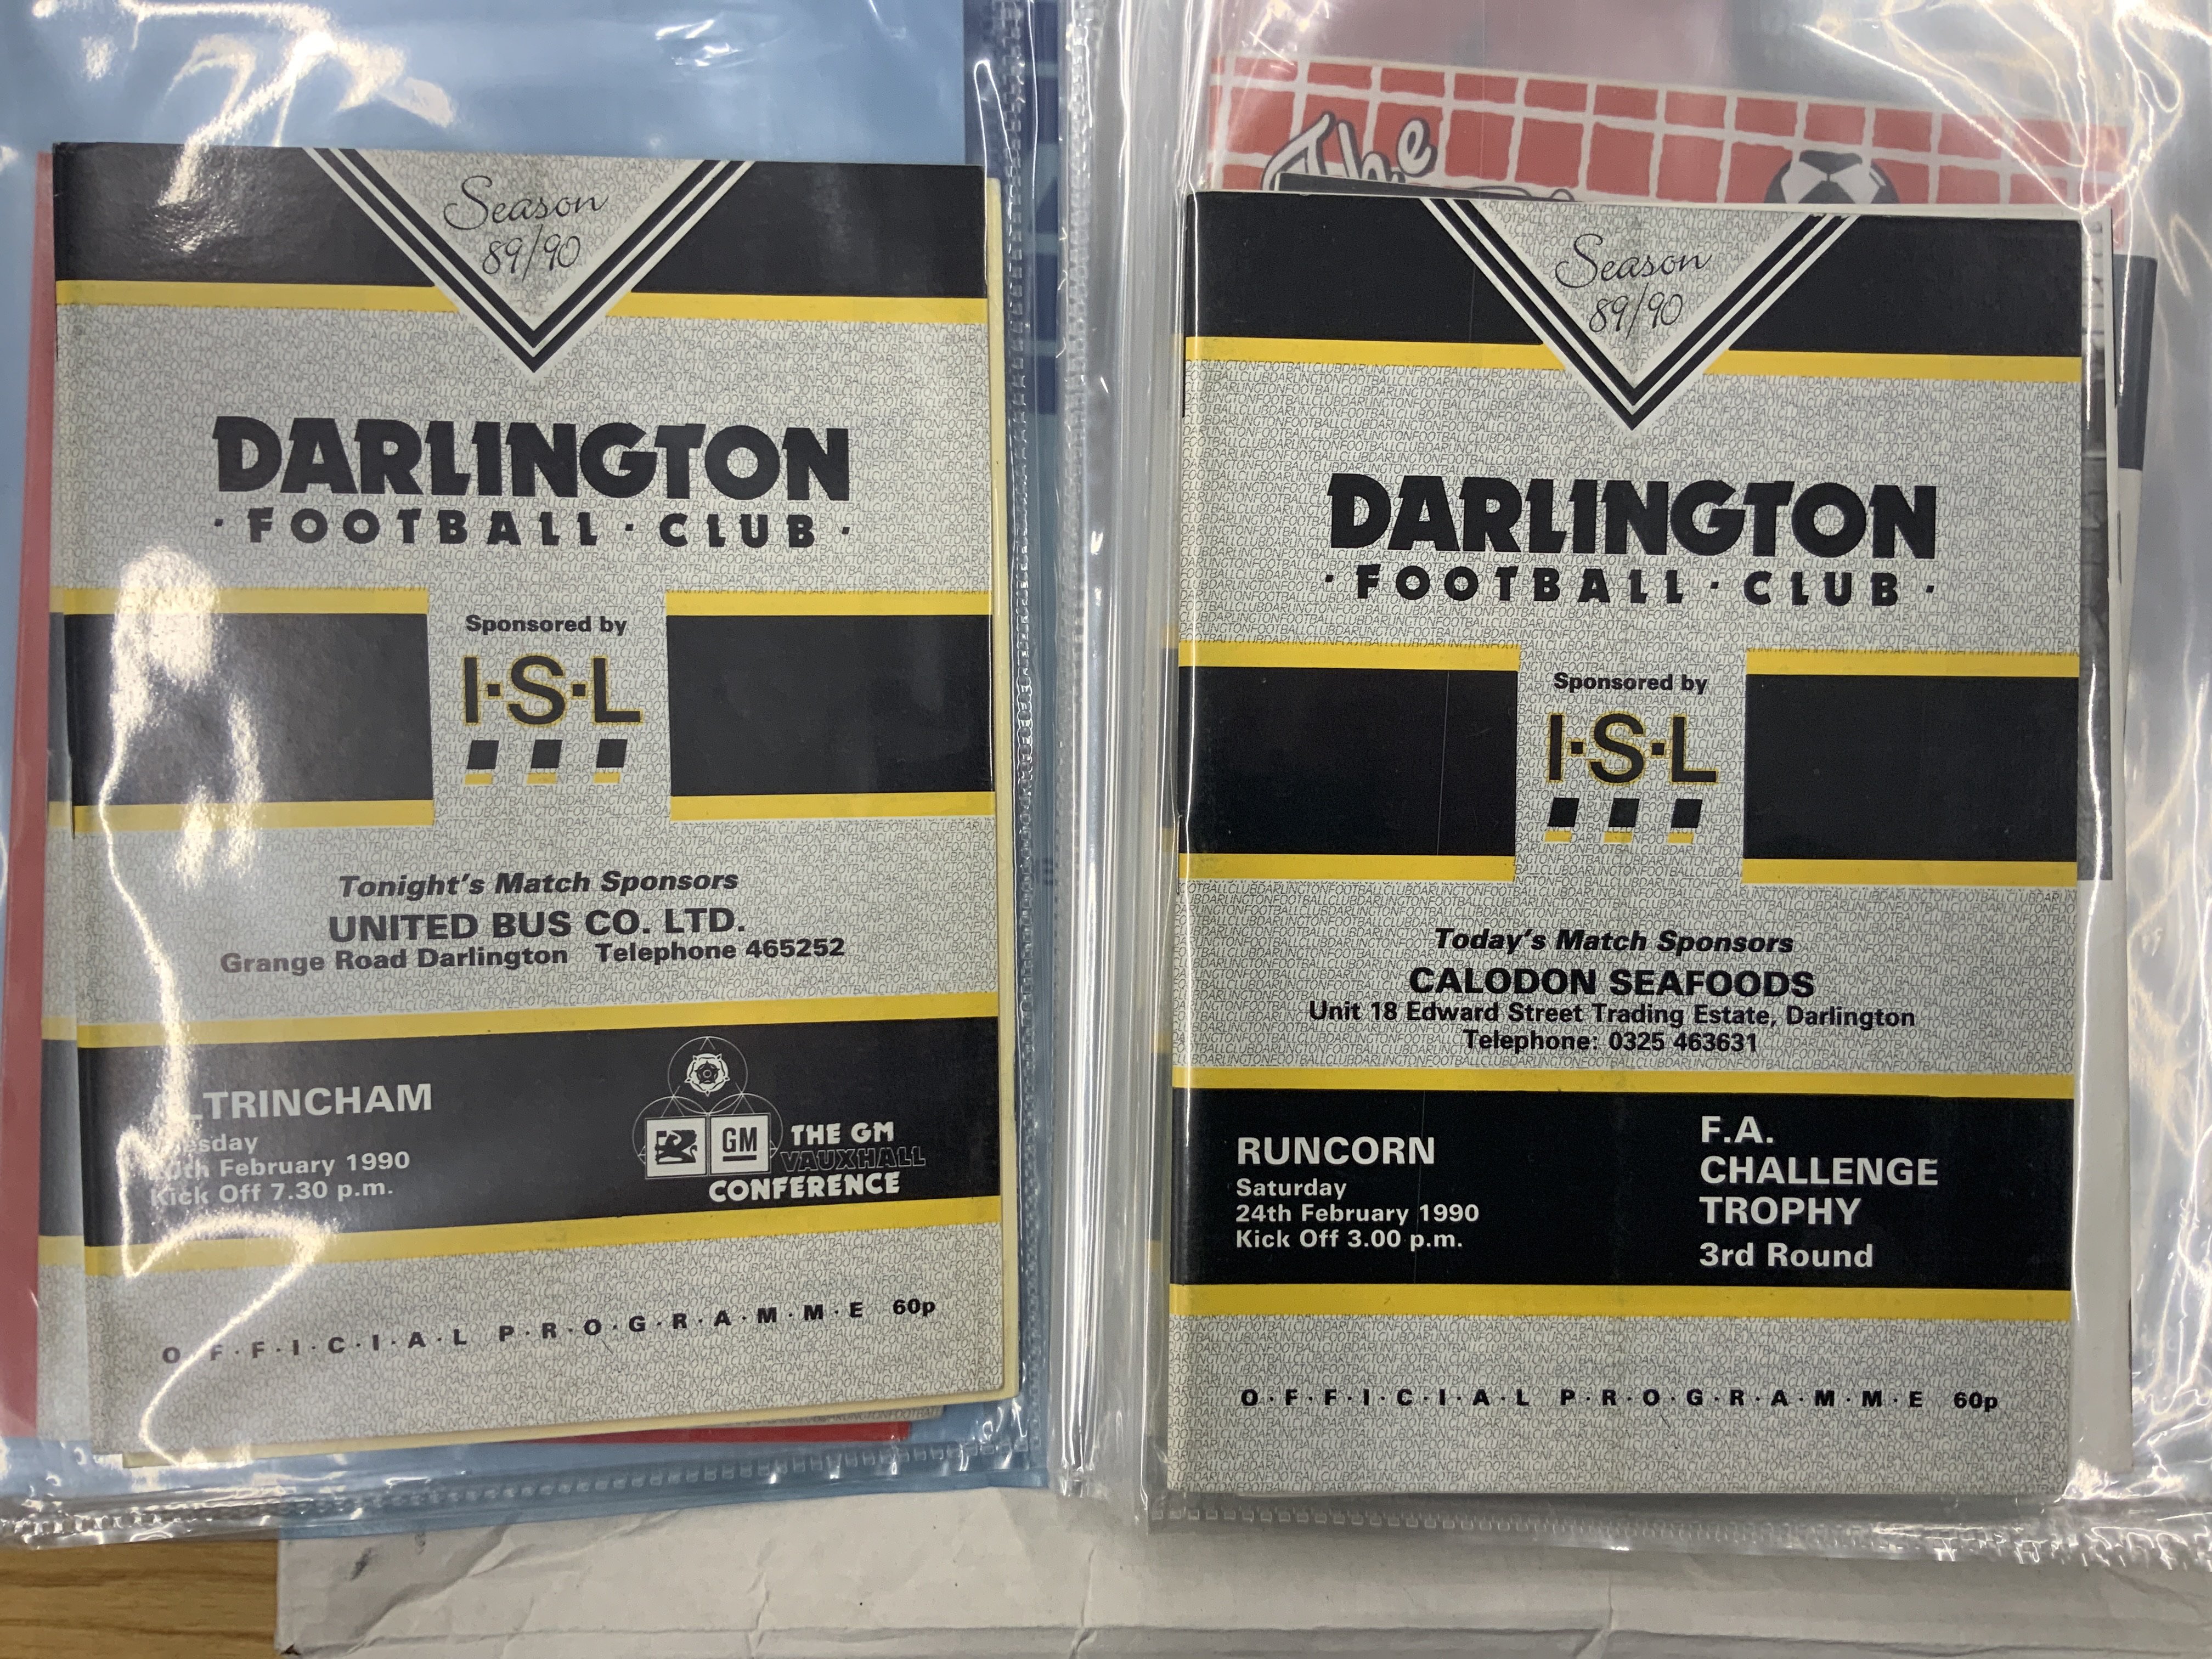 Season
89/90
DARLINGTON
· FOOTBALL · CLUB ·
Sponsored by
I·S·L
Tonight's Match Sponsors
UNITED BUS CO. LTD.
Grange Road Darlington Telephone 465252
February 1990
Kick Off 7.30 p.m.
GM
THE GM
VAUXHALL
CONFERENCE
O·F·F·I·C·I·A·L P·R·O·G·R·A·M·M·E 60p
The
Season
89/90
DARLINGTON
· FOOTBALL · CLUB ·
Sponsored by
I·S·L
Today's Match Sponsors
CALODON SEAFOODS
Unit 18 Edward Street Trading Estate, Darlington
Telephone: 0325 463631
RUNCORN
Saturday
24th February 1990
Kick Off 3.00 p.m.
F.A.
CHALLENGE
TROPHY
3rd Round
O·F·F·I·C·I·A·L P·R·O·G·R·A·M·M·E 60p